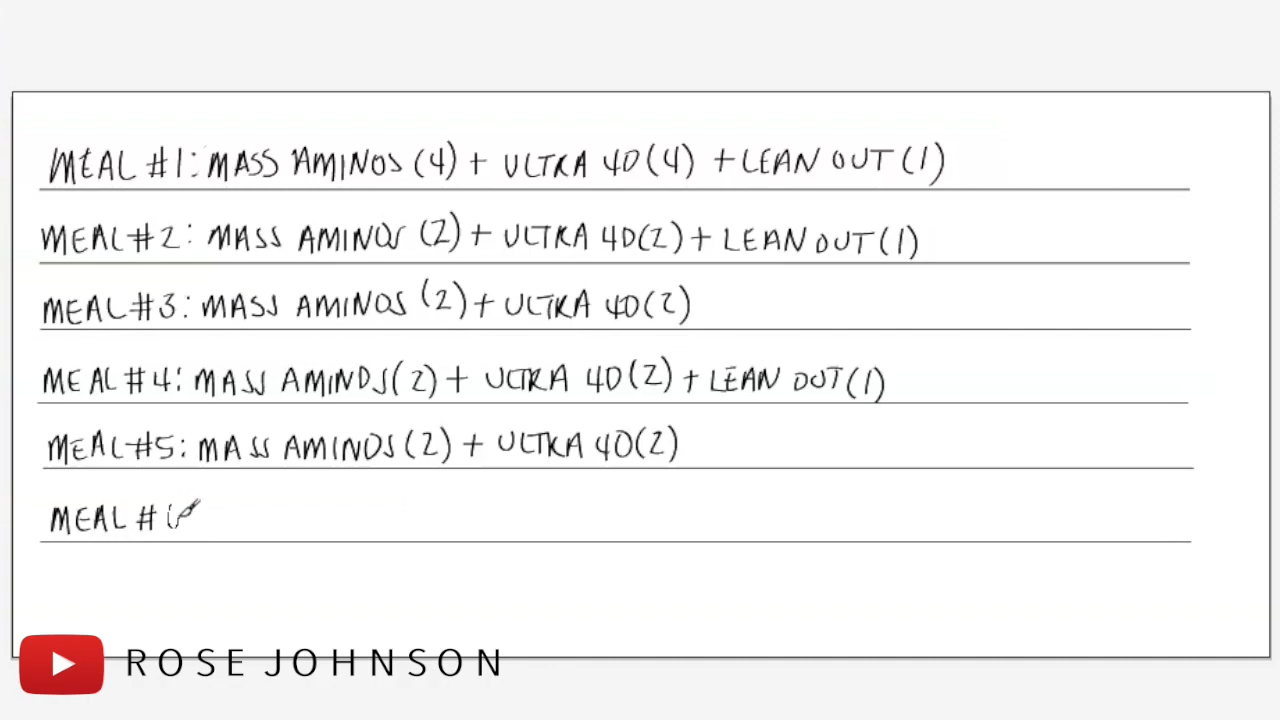 MEAL #1: MASS AMINOS (4) + ULTRA 40(4) + LEAN OUT (1)
MEAL #2: MASS AMINOS (2) + ULTRA 40(2) + LEAN OUT (1)
MEAL #3: MASS AMINOS (2) + ULTRA 40(2)
MEAL #4: MASS AMINOS (2) + ULTRA 40(2) + LEAN OUT (1)
MEAL #5: MASS AMINOS (2) + ULTRA 40(2)
MEAL #
ROSE JOHNSON